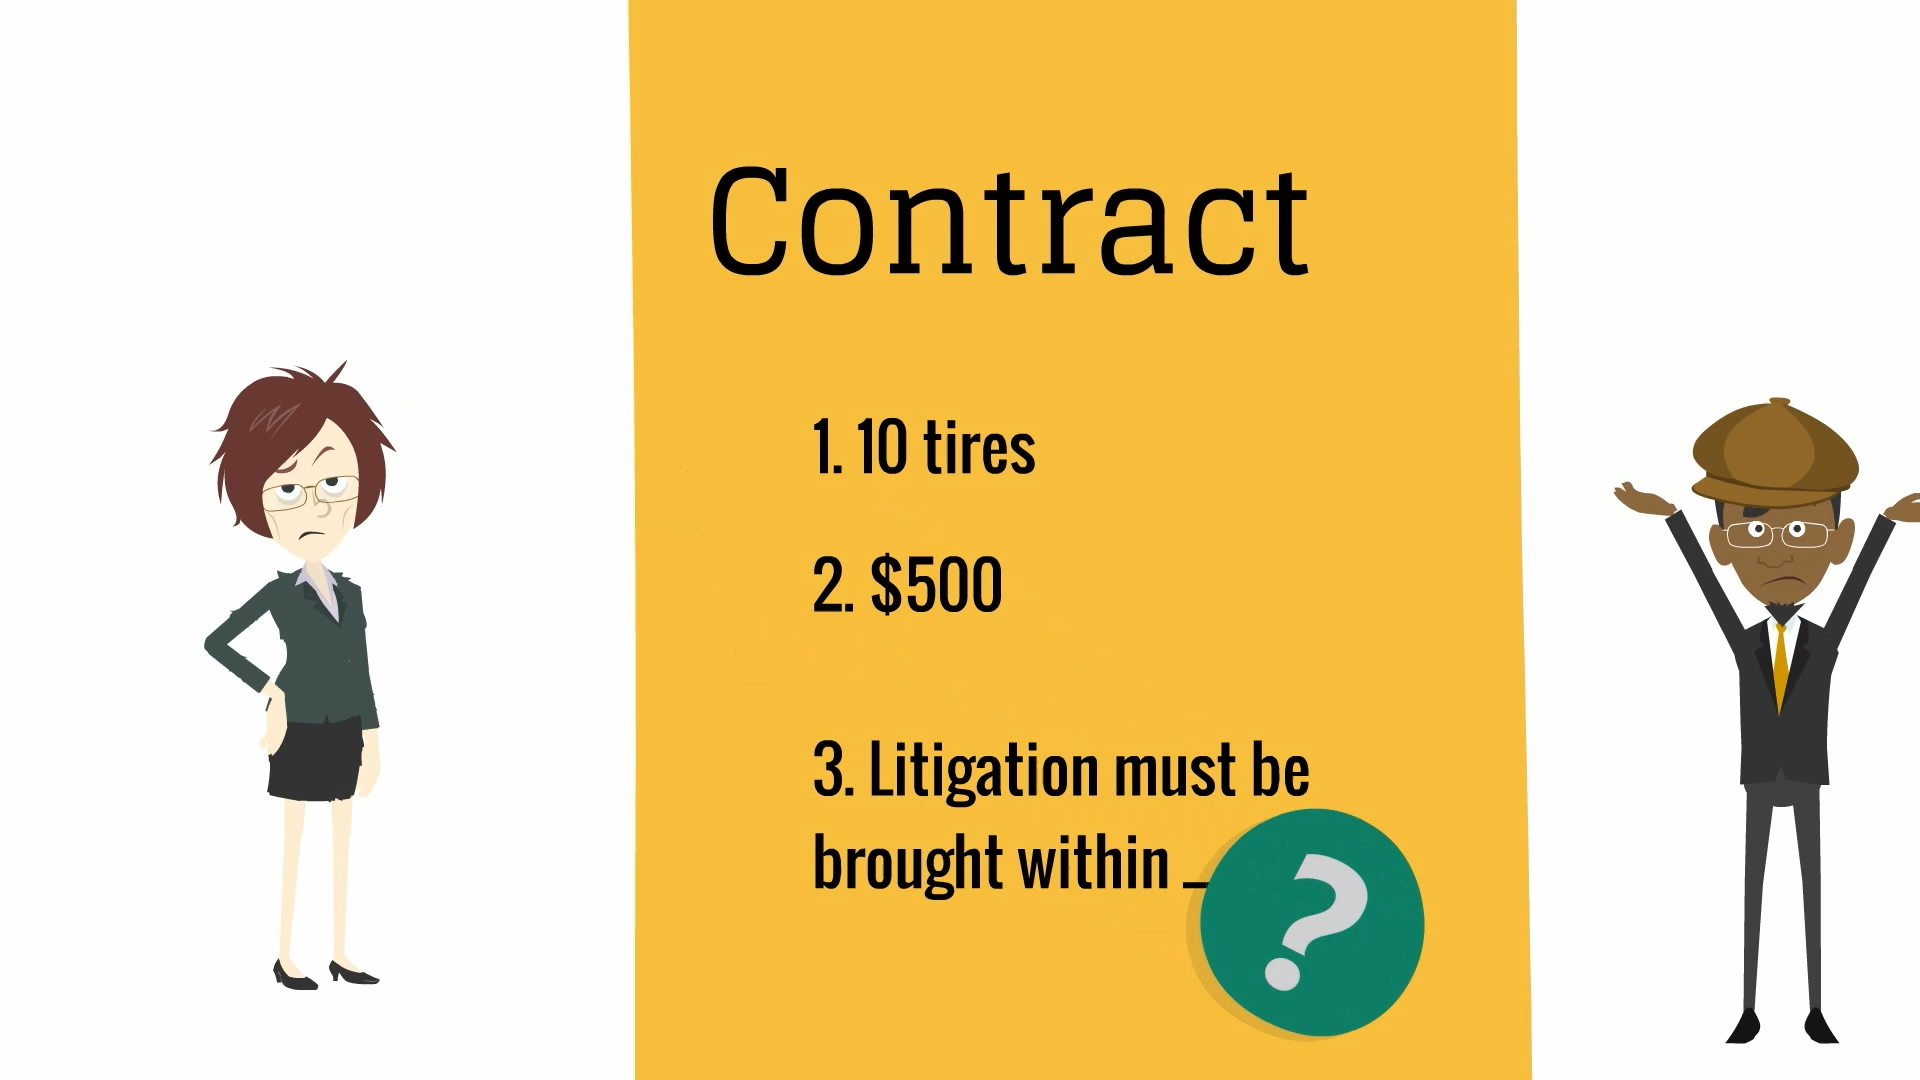 Contract
1. 10 tires
2. $500
3. Litigation must be
brought within _
?